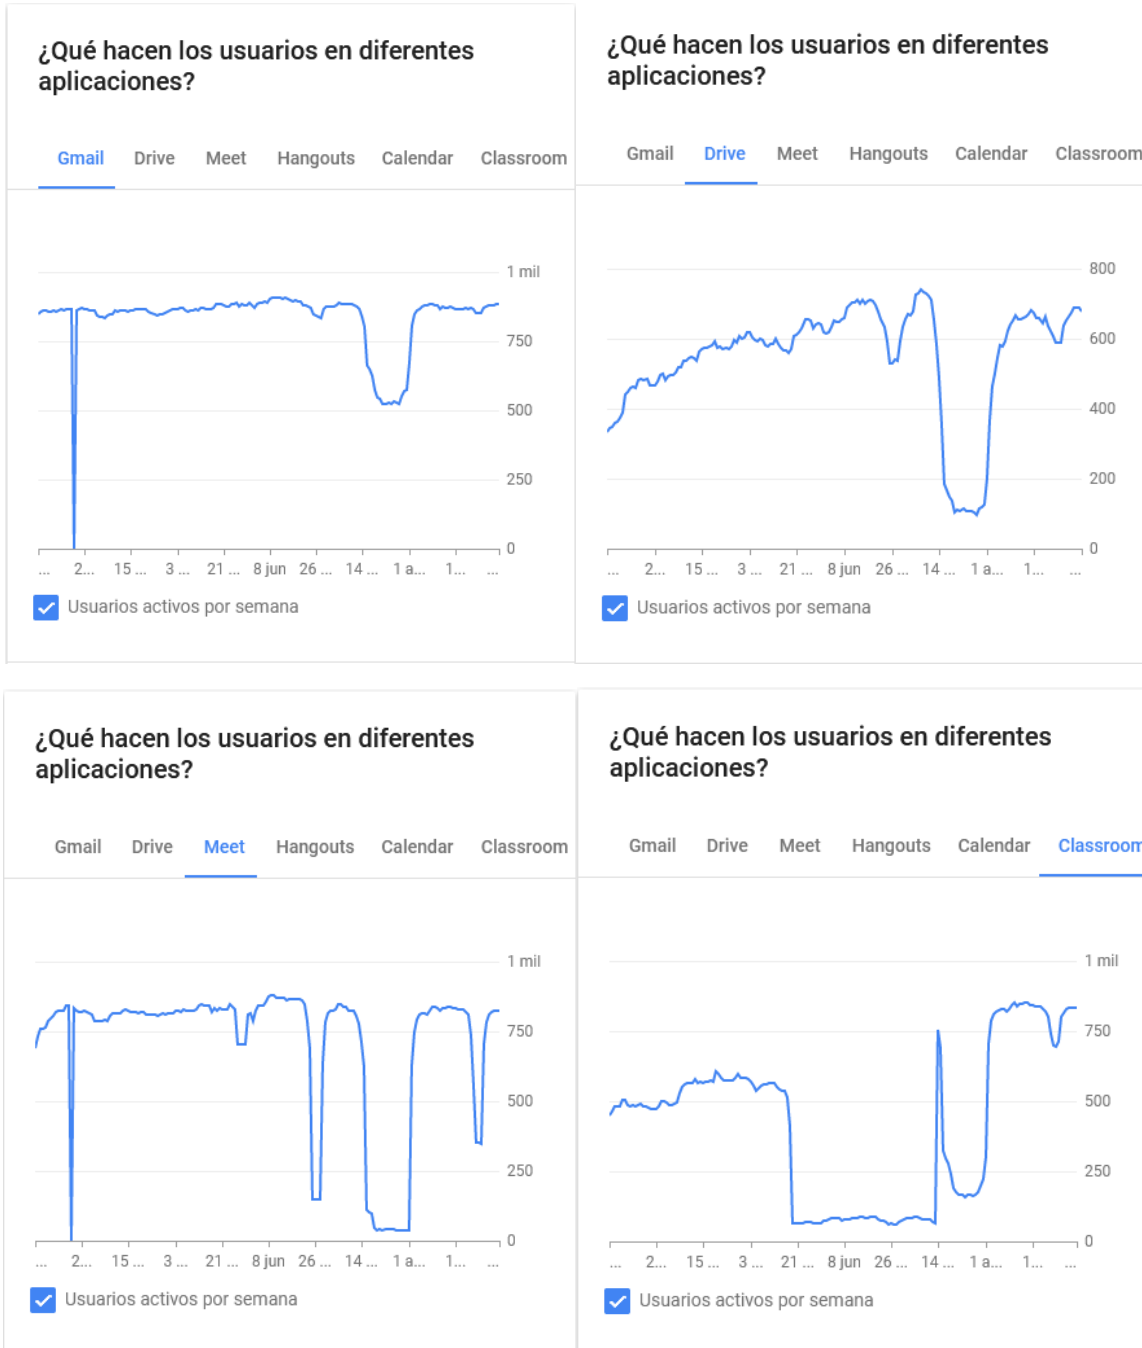 ¿Qué hacen los usuarios en diferentes
aplicaciones?
Gmail Drive Meet Hangouts Calendar Classroom
1 mil
750
500
250
0
... 2... 15 ... 3 ... 21 ... 8 jun 26 ... 14 ... 1 a... 1... ...
Usuarios activos por semana
¿Qué hacen los usuarios en diferentes
aplicaciones?
Gmail Drive Meet Hangouts Calendar Classroom
800
600
400
200
0
... 2... 15 ... 3 ... 21 ... 8 jun 26 ... 14 ... 1 a... 1... ...
Usuarios activos por semana
¿Qué hacen los usuarios en diferentes
aplicaciones?
Gmail Drive Meet Hangouts Calendar Classroom
1 mil
750
500
250
0
... 2... 15 ... 3 ... 21 ... 8 jun 26 ... 14 ... 1 a... 1... ...
Usuarios activos por semana
¿Qué hacen los usuarios en diferentes
aplicaciones?
Gmail Drive Meet Hangouts Calendar Classroom
1 mil
750
500
250
0
... 2... 15 ... 3 ... 21 ... 8 jun 26 ... 14 ... 1 a... 1... ...
Usuarios activos por semana